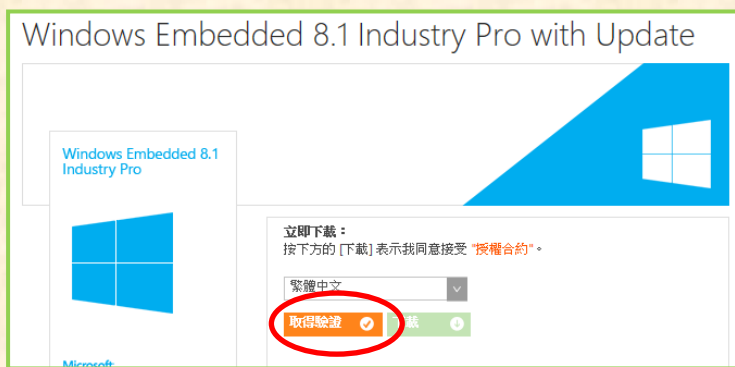 Windows Embedded 8.1 Industry Pro with Update
Windows Embedded 8.1
Industry Pro
立即下載：
按下方的 [下載] 表示我同意接受 "授權合約"。
繁體中文
取得驗證
載
Microsoft